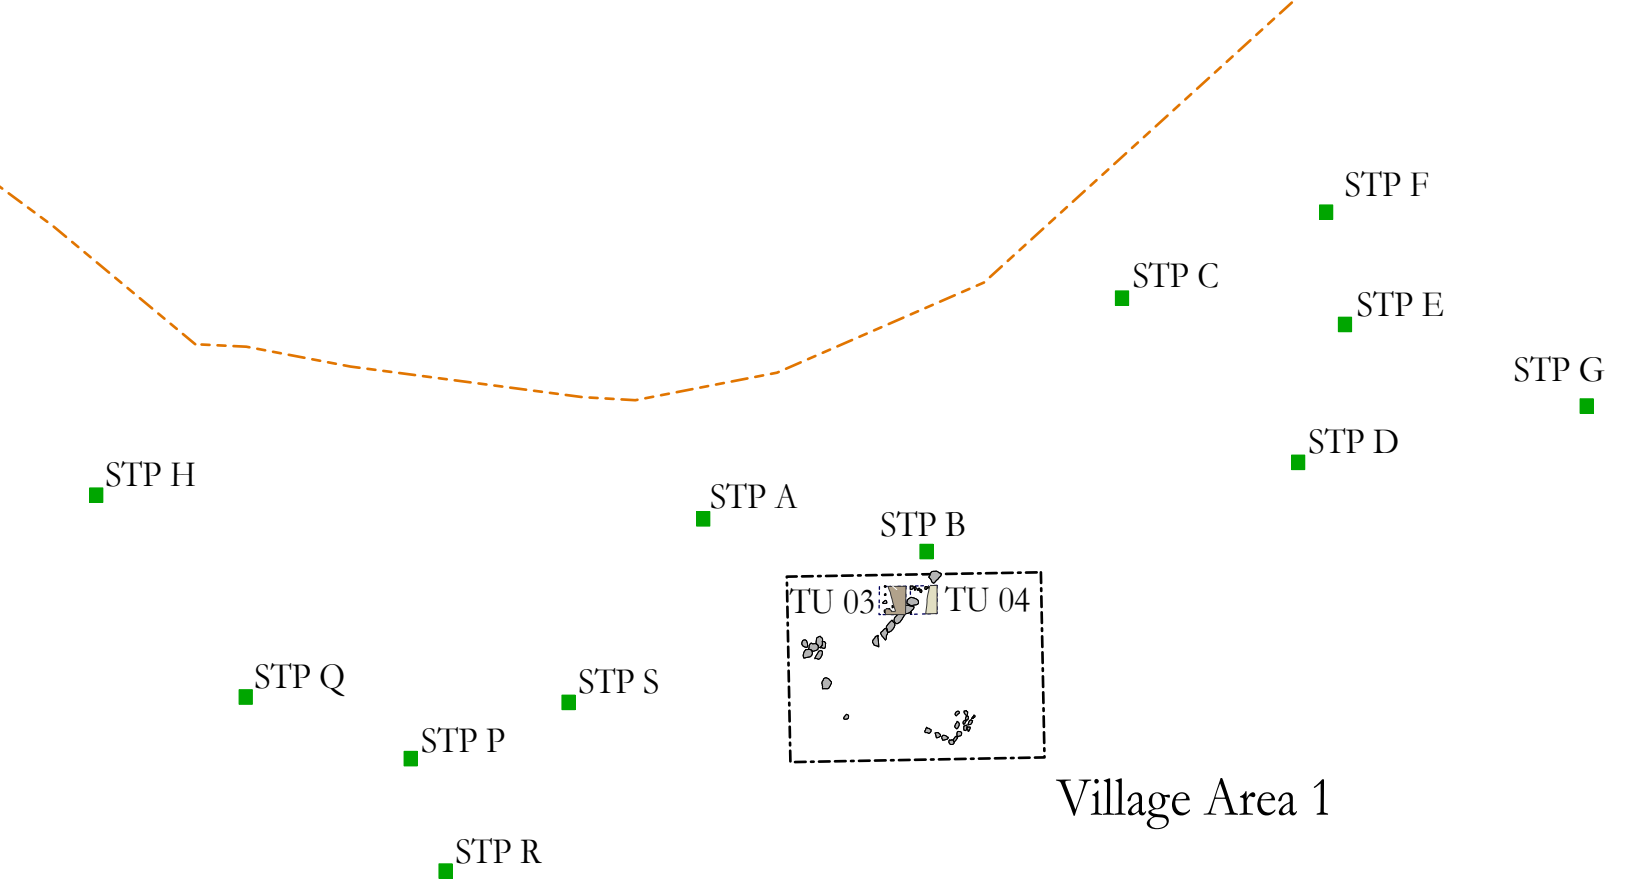 STP F
STP C
STP E
STP G
STP D
STP H
STP A
STP B
TU 03
TU 04
STP Q
STP S
STP P
Village Area 1
STP R